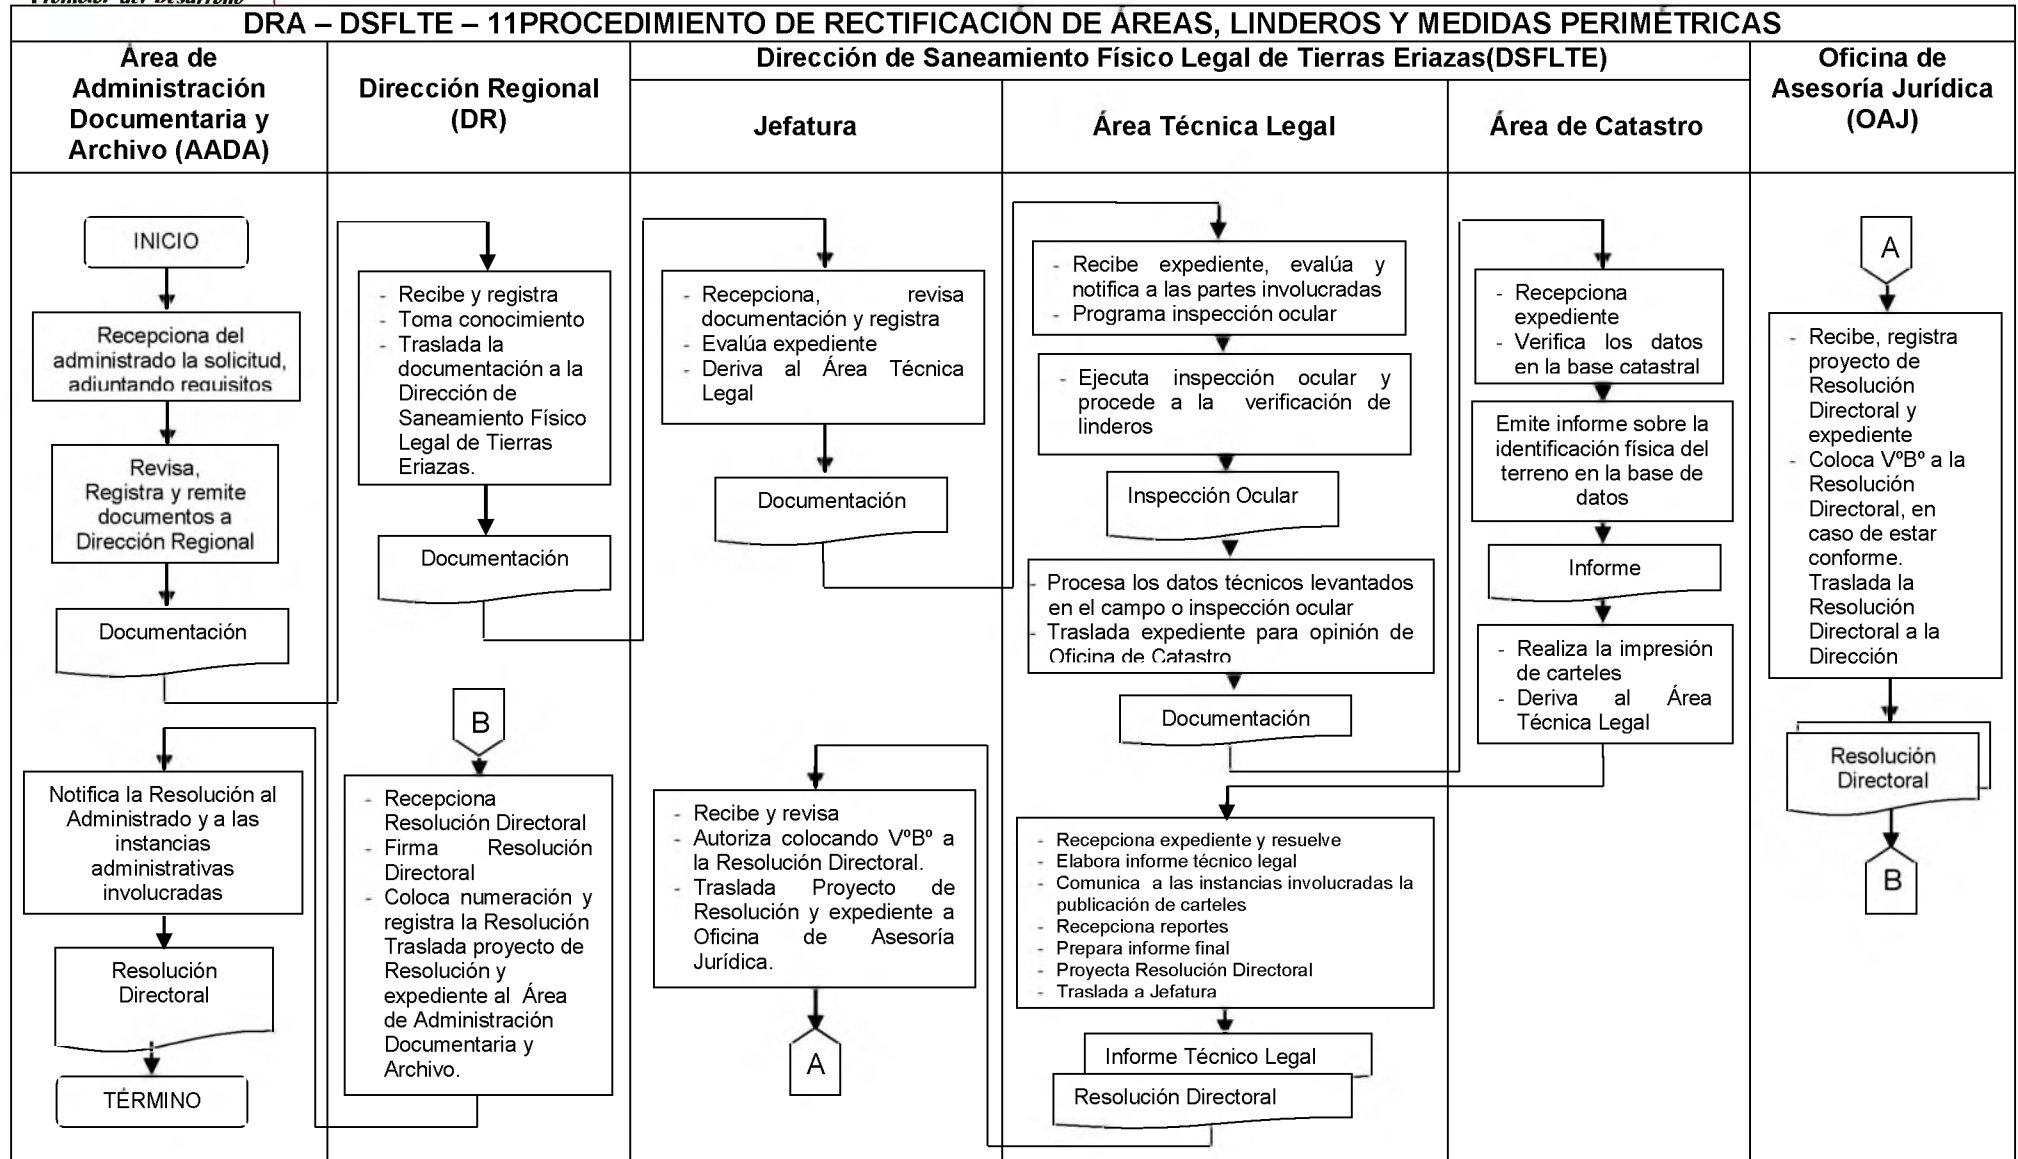 Promotor del Desarrollo
DRA – DSFLTE – 11PROCEDIMIENTO DE RECTIFICACIÓN DE ÁREAS, LINDEROS Y MEDIDAS PERIMÉTRICAS
Área de
Administración
Documentaria y
Archivo (AADA)
Dirección Regional
(DR)
Dirección de Saneamiento Físico Legal de Tierras Eriazas(DSFLTE)
Jefatura
Área Técnica Legal
Área de Catastro
Oficina de
Asesoría Jurídica
(OAJ)
INICIO
Recepciona del
administrado la solicitud,
adjuntando requisitos
Revisa,
Registra y remite
documentos a
Dirección Regional
Documentación
Notifica la Resolución al
Administrado y a las
instancias
administrativas
involucradas
Resolución
Directoral
TÉRMINO
- Recibe y registra
- Toma conocimiento
- Traslada la
documentación a la
Dirección de
Saneamiento Físico
Legal de Tierras
Eriazas.
Documentación
B
- Recepciona
Resolución Directoral
- Firma Resolución
Directoral
- Coloca numeración y
registra la Resolución
Traslada proyecto de
Resolución y
expediente al Área
de Administración
Documentaria y
Archivo.
- Recepciona, revisa
documentación y registra
- Evalúa expediente
- Deriva al Área Técnica
Legal
Documentación
- Recibe y revisa
- Autoriza colocando VºBº a
la Resolución Directoral.
- Traslada Proyecto de
Resolución y expediente a
Oficina de Asesoría
Jurídica.
A
- Recibe expediente, evalúa y
notifica a las partes involucradas
- Programa inspección ocular
- Ejecuta inspección ocular y
procede a la verificación de
linderos
Inspección Ocular
- Procesa los datos técnicos levantados
en el campo o inspección ocular
- Traslada expediente para opinión de
Oficina de Catastro
Documentación
- Recepciona expediente y resuelve
- Elabora informe técnico legal
- Comunica a las instancias involucradas la
publicación de carteles
- Recepciona reportes
- Prepara informe final
- Proyecta Resolución Directoral
- Traslada a Jefatura
Informe Técnico Legal
Resolución Directoral
- Recepciona
expediente
- Verifica los datos
en la base catastral
Emite informe sobre la
identificación física del
terreno en la base de
datos
Informe
- Realiza la impresión
de carteles
- Deriva al Área
Técnica Legal
A
- Recibe, registra
proyecto de
Resolución
Directoral y
expediente
- Coloca VºBº a la
Resolución
Directoral, en
caso de estar
conforme.
Traslada la
Resolución
Directoral a la
Dirección
Resolución
Directoral
B